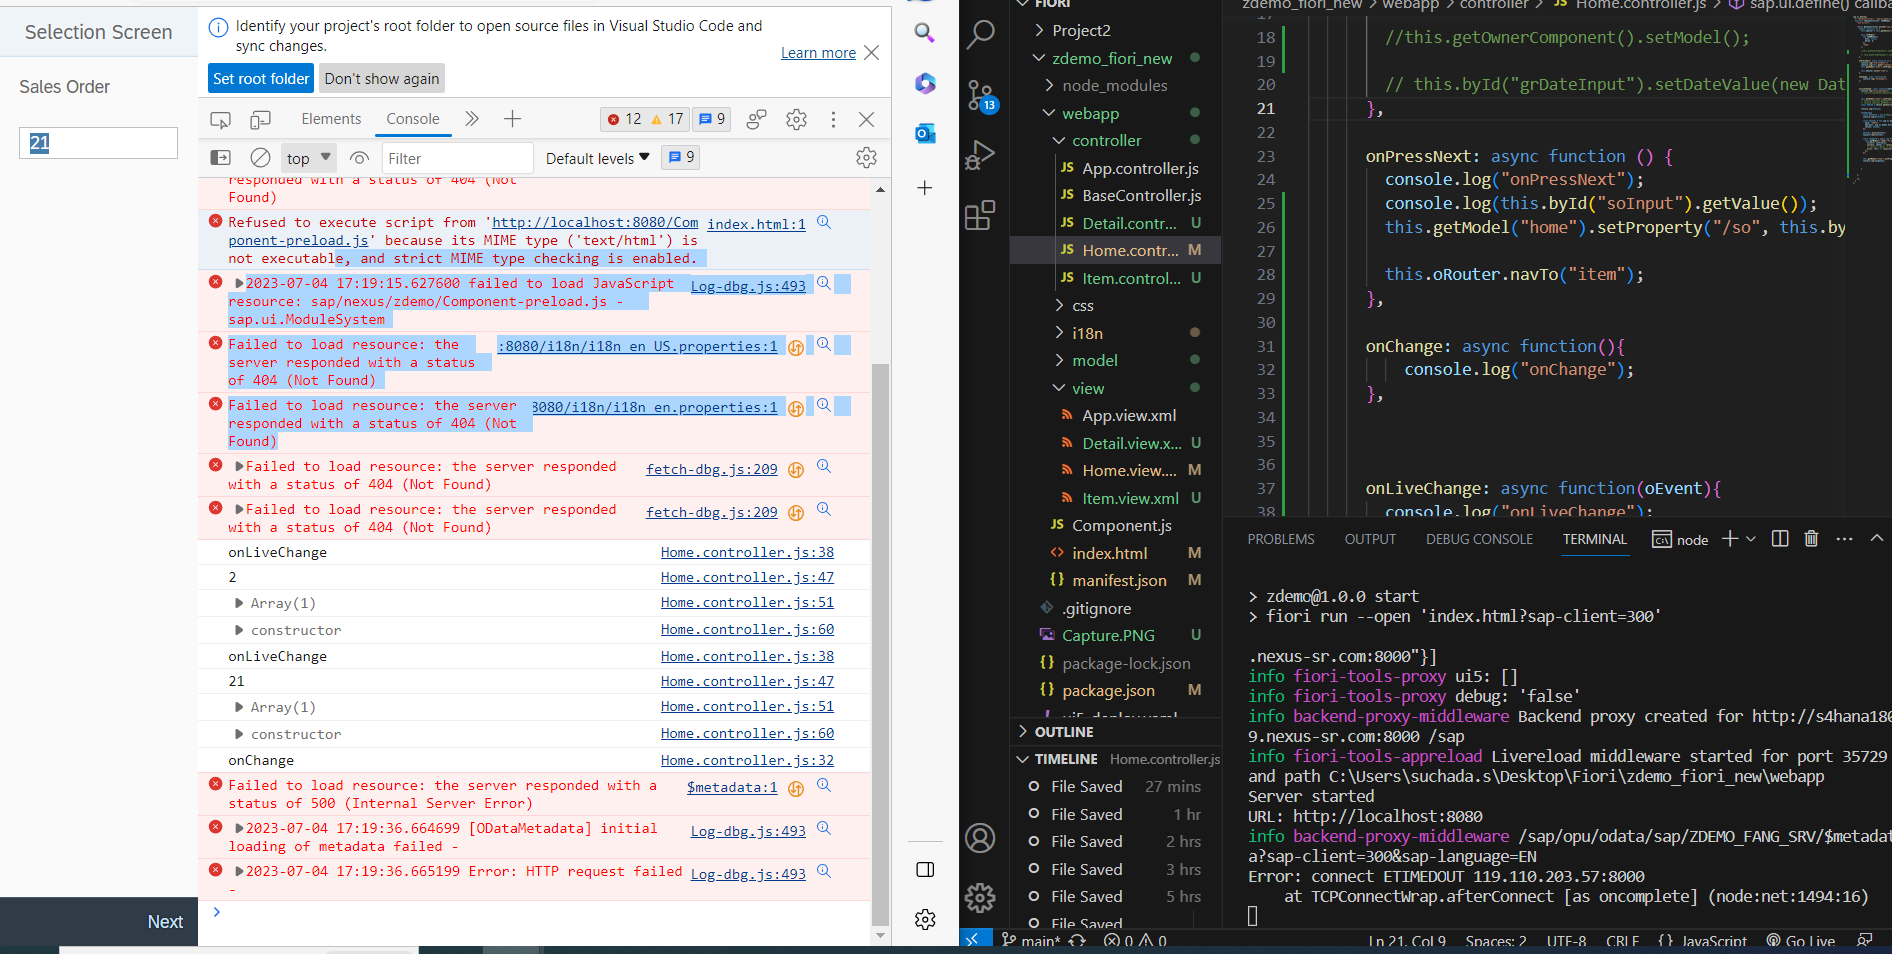 Selection Screen
Sales Order
21
Next
Identify your project's root folder to open source files in Visual Studio Code and
sync changes.
Learn more
Set root folder
Don't show again
Elements
Console
12
17
9
top
Filter
Default levels
9
responded with a status of 404 (Not
Found)
Refused to execute script from 'http://localhost:8080/Com
index.html:1
ponent-preload.js' because its MIME type ('text/html') is
not executable, and strict MIME type checking is enabled.
2023-07-04 17:19:15.627600 failed to load JavaScript
Log-dbg.js:493
resource: sap/nexus/zdemo/Component-preload.js -
sap.ui.ModuleSystem
Failed to load resource: the
:8080/i18n/i18n_en_US.properties:1
server responded with a status
of 404 (Not Found)
Failed to load resource: the server
8080/i18n/i18n_en.properties:1
responded with a status of 404 (Not
Found)
Failed to load resource: the server responded
fetch-dbg.js:209
with a status of 404 (Not Found)
Failed to load resource: the server responded
fetch-dbg.js:209
with a status of 404 (Not Found)
onLiveChange
Home.controller.js:38
2
Home.controller.js:47
Array(1)
Home.controller.js:51
constructor
Home.controller.js:60
onLiveChange
Home.controller.js:38
21
Home.controller.js:47
Array(1)
Home.controller.js:51
constructor
Home.controller.js:60
onChange
Home.controller.js:32
Failed to load resource: the server responded with a
$metadata:1
status of 500 (Internal Server Error)
2023-07-04 17:19:36.664699 [ODataMetadata] initial
Log-dbg.js:493
loading of metadata failed -
2023-07-04 17:19:36.665199 Error: HTTP request failed
Log-dbg.js:493
-
13
FIORI
Project2
zdemo_fiori_new
node_modules
webapp
controller
JS App.controller.js
JS BaseController.js
JS Detail.contr... U
JS Home.contr... M
JS Item.control... U
css
i18n
model
view
App.view.xml
Detail.view.x... U
Home.view.... M
Item.view.xml U
JS Component.js
<> index.html M
{} manifest.json M
.gitignore
Capture.PNG U
{} package-lock.json
{} package.json M
! ui5-deploy.yaml
OUTLINE
TIMELINE Home.controller.js
File Saved 27 mins
File Saved 1 hr
File Saved 2 hrs
File Saved 3 hrs
File Saved 5 hrs
File Saved
zdemo_fiori_new > webapp > controller > JS Home.controller.js > sap.ui.define() callba
17
18 //this.getOwnerComponent().setModel();
19
20 // this.byId("grDateInput").setDateValue(new Dat
21 },
22
23 onPressNext: async function () {
24 console.log("onPressNext");
25 console.log(this.byId("soInput").getValue());
26 this.getModel("home").setProperty("/so", this.by
27
28 this.oRouter.navTo("item");
29 },
30
31 onChange: async function(){
32 console.log("onChange");
33 },
34
35
36
37 onLiveChange: async function(oEvent){
38 console.log("onLiveChange");
PROBLEMS
OUTPUT
DEBUG CONSOLE
TERMINAL
node
> zdemo@1.0.0 start
> fiori run --open 'index.html?sap-client=300'
.nexus-sr.com:8000"}]
info fiori-tools-proxy ui5: []
info fiori-tools-proxy debug: 'false'
info backend-proxy-middleware Backend proxy created for http://s4hana180
9.nexus-sr.com:8000 /sap
info fiori-tools-appreload Livereload middleware started for port 35729
and path C:\Users\suchada.s\Desktop\Fiori\zdemo_fiori_new\webapp
Server started
URL: http://localhost:8080
info backend-proxy-middleware /sap/opu/odata/sap/ZDEMO_FANG_SRV/$metadat
a?sap-client=300&sap-language=EN
Error: connect ETIMEDOUT 119.110.203.57:8000
at TCPConnectWrap.afterConnect [as oncomplete] (node:net:1494:16)
main*
0
0
Ln 21, Col 9
Spaces: 2
UTF-8
CRLF
{} JavaScript
Go Live